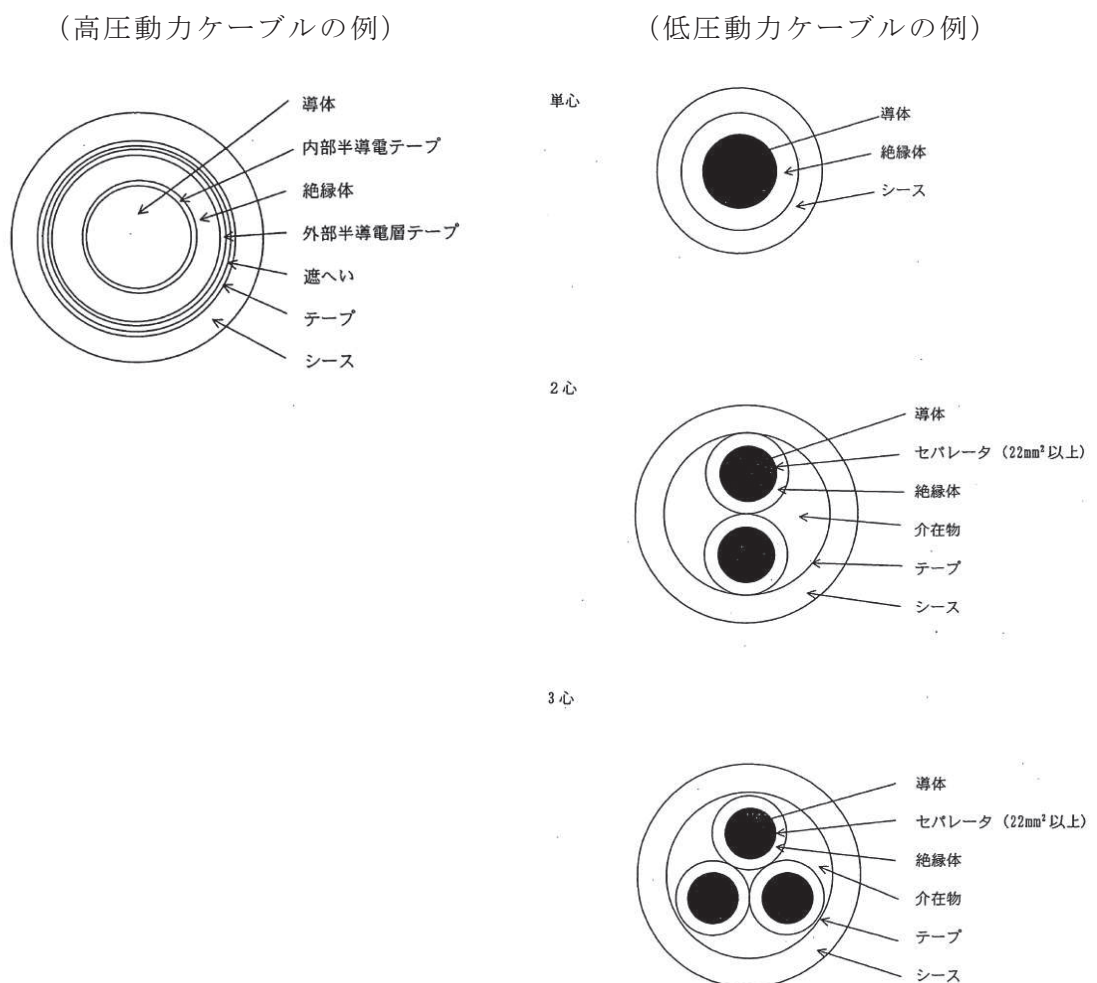 (高圧動力ケーブルの例)
導体
内部半導電テープ
絶縁体
外部半導電層テープ
遮へい
テープ
シース
(低圧動力ケーブルの例)
単心
導体
絶縁体
シース
2心
導体
セパレータ (22mm²以上)
絶縁体
介在物
テープ
シース
3心
導体
セパレータ (22mm²以上)
絶縁体
介在物
テープ
シース